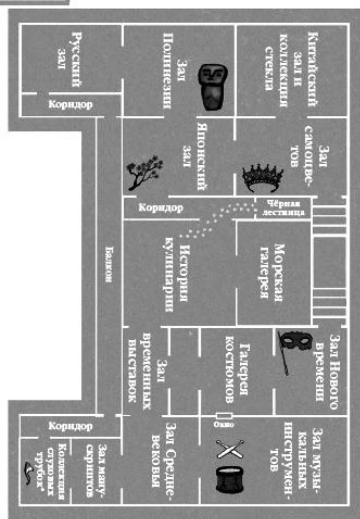 Русский
зал
Коридор
Зал
Полинезии
Китайский
зал и
коллекция
стекла
Японский
зал
Зал
самоцве-
тов
Коридор
Чёрная
лестница
Балкон
История
кулинарии
Морская
галерея
Зал
временных
выставок
Галерея
костюмов
Зал Нового
времени
Окно
Коридор
Коллекция
слуховых
трубок*
Зал ману-
скриптов
Зал Средне-
вековья
Зал музы-
кальных
инструмен-
тов